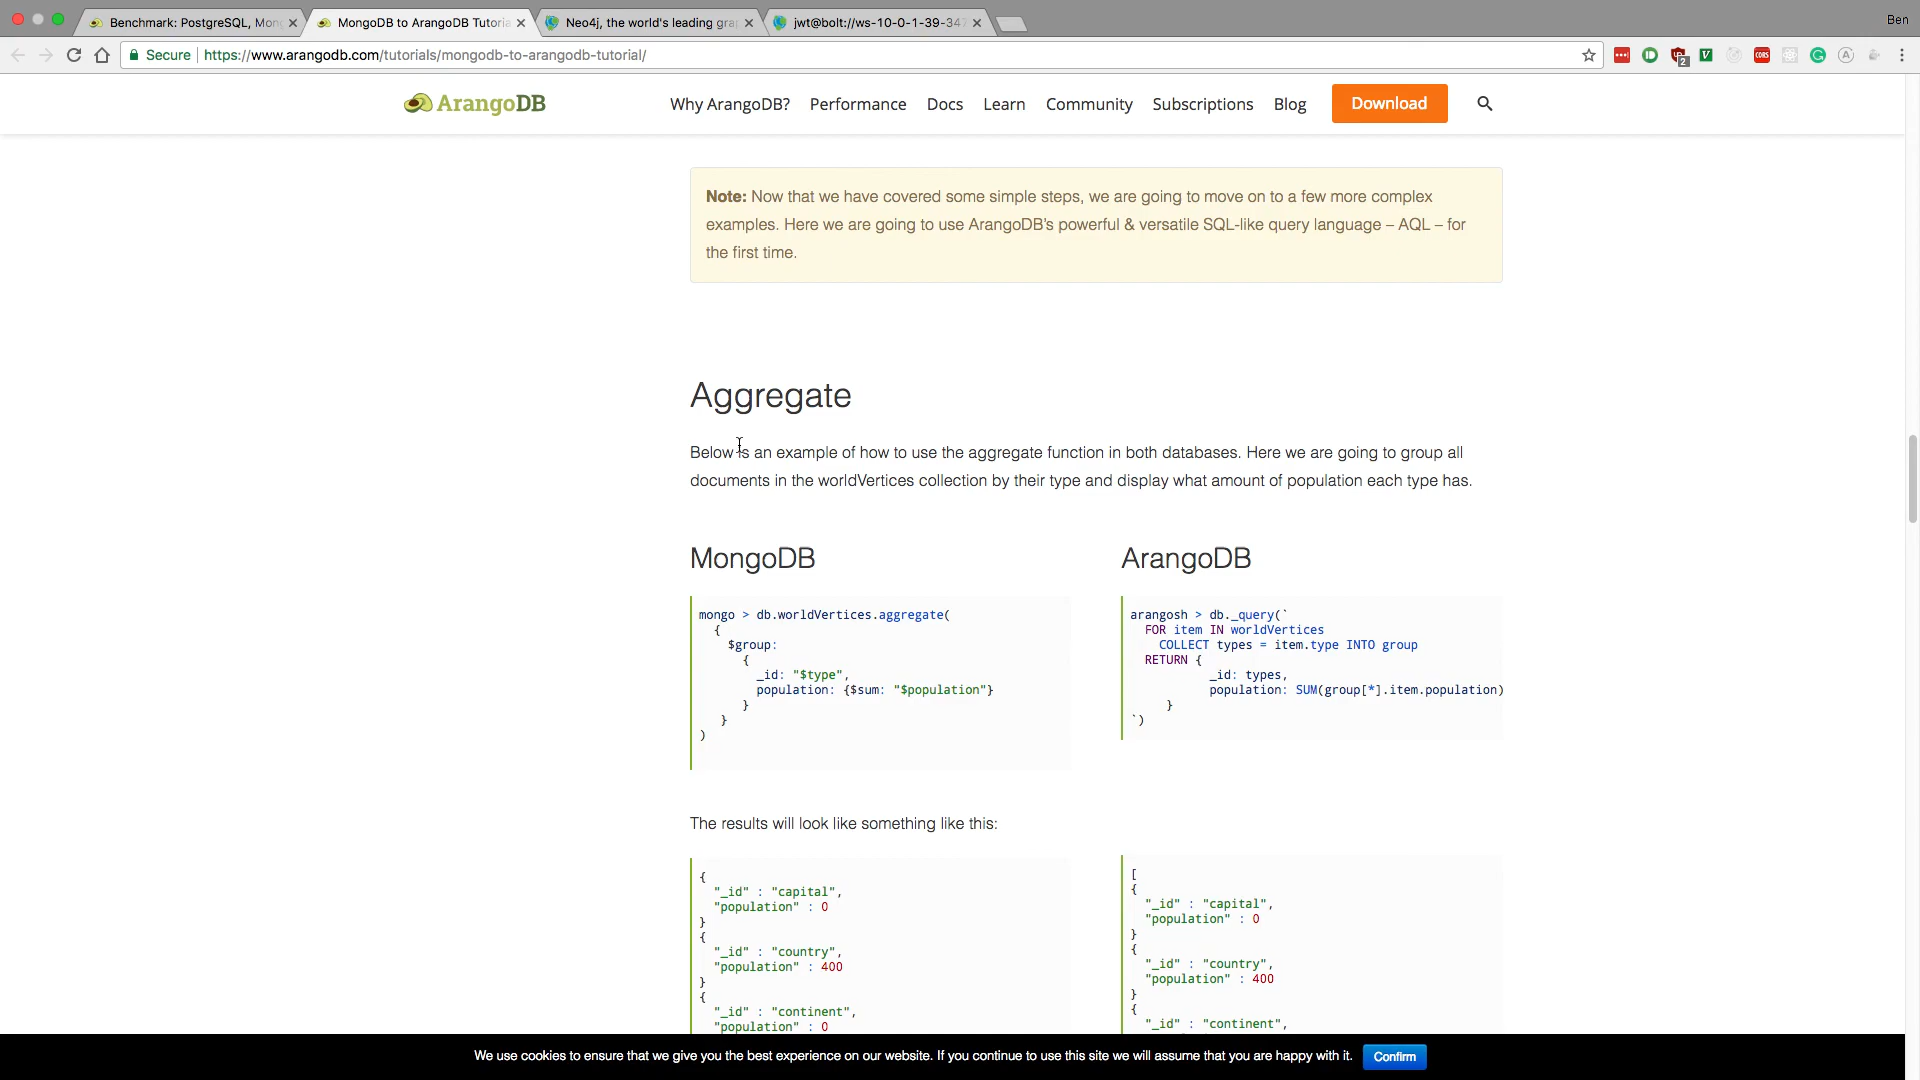 Benchmark: PostgreSQL, Mon
MongoDB to ArangoDB Tutoria
Neo4j, the world's leading gra
jwt@bolt://ws-10-0-1-39-347
Ben
Secure
https://www.arangodb.com/tutorials/mongodb-to-arangodb-tutorial/
2
CORS
ArangoDB
Why ArangoDB?
Performance
Docs
Learn
Community
Subscriptions
Blog
Download
Note: Now that we have covered some simple steps, we are going to move on to a few more complex
examples. Here we are going to use ArangoDB's powerful & versatile SQL-like query language – AQL – for
the first time.
Aggregate
Below is an example of how to use the aggregate function in both databases. Here we are going to group all
documents in the worldVertices collection by their type and display what amount of population each type has.
MongoDB
mongo > db.worldVertices.aggregate(
{
$group:
{
_id: "$type",
population: {$sum: "$population"}
}
}
)
ArangoDB
arangosh > db._query(`
FOR item IN worldVertices
COLLECT types = item.type INTO group
RETURN {
_id: types,
population: SUM(group[*].item.population)
}
`)
The results will look like something like this:
{
"_id" : "capital",
"population" : 0
}
{
"_id" : "country",
"population" : 400
}
{
"_id" : "continent",
"population" : 0
[
{
"_id" : "capital",
"population" : 0
}
{
"_id" : "country",
"population" : 400
}
{
"_id" : "continent",
We use cookies to ensure that we give you the best experience on our website. If you continue to use this site we will assume that you are happy with it.
Confirm